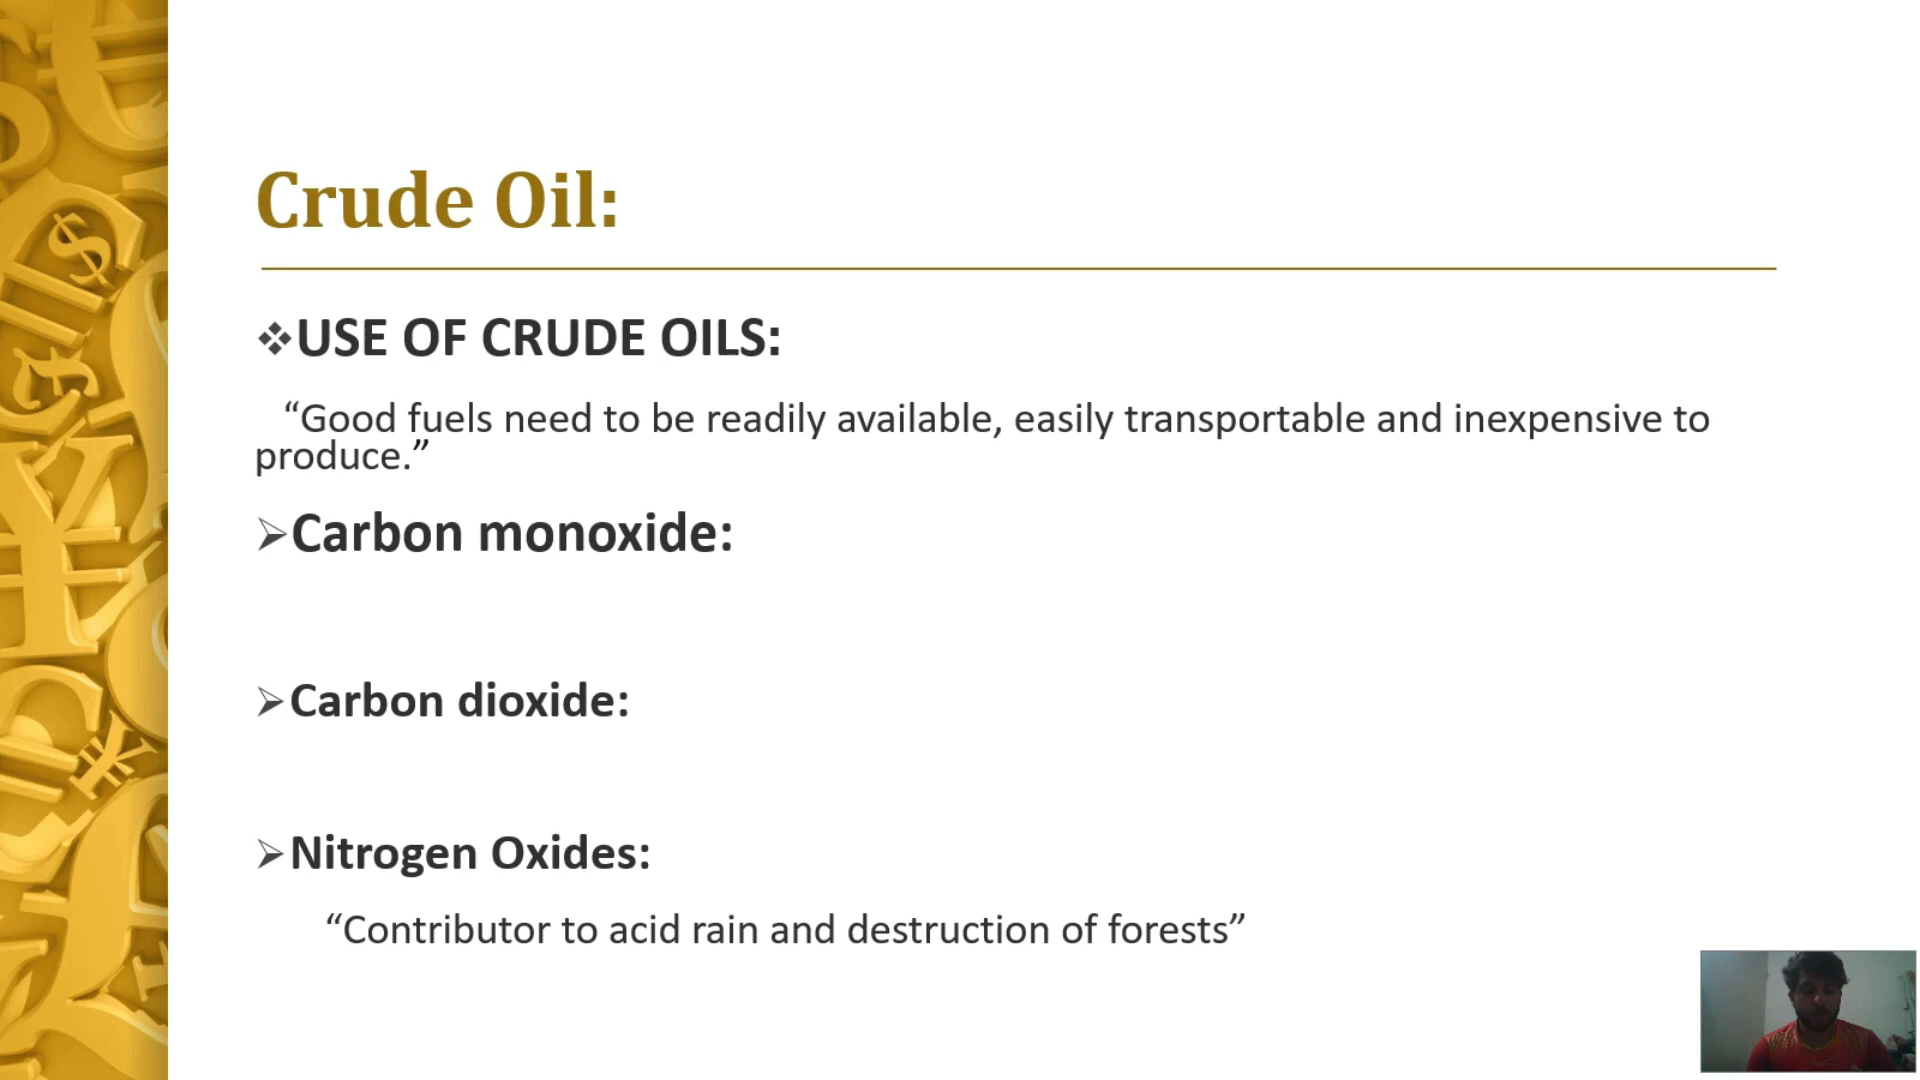 Crude Oil:
❖USE OF CRUDE OILS:
“Good fuels need to be readily available, easily transportable and inexpensive to
produce.”
➢Carbon monoxide:
➢Carbon dioxide:
➢Nitrogen Oxides:
“Contributor to acid rain and destruction of forests”